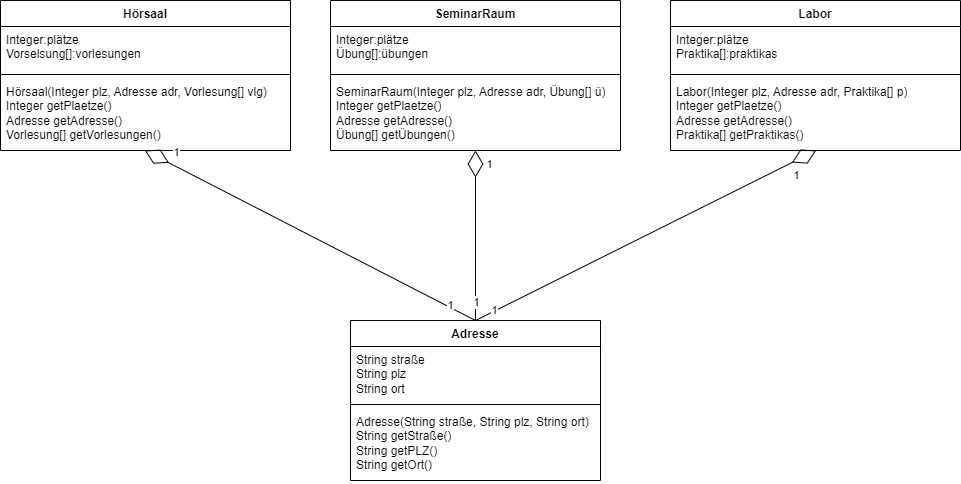 Hörsaal
Integer:plätze
Vorselsung[]:vorlesungen
Hörsaal(Integer plz, Adresse adr, Vorlesung[] vlg)
Integer getPlaetze()
Adresse getAdresse()
Vorlesung[] getVorlesungen()
SeminarRaum
Integer:plätze
Übung[]:übungen
SeminarRaum(Integer plz, Adresse adr, Übung[] ü)
Integer getPlaetze()
Adresse getAdresse()
Übung[] getÜbungen()
Labor
Integer:plätze
Praktika[]:praktikas
Labor(Integer plz, Adresse adr, Praktika[] p)
Integer getPlaetze()
Adresse getAdresse()
Praktika[] getPraktikas()
1
1
1
1
1
1
Adresse
String straße
String plz
String ort
Adresse(String straße, String plz, String ort)
String getStraße()
String getPLZ()
String getOrt()